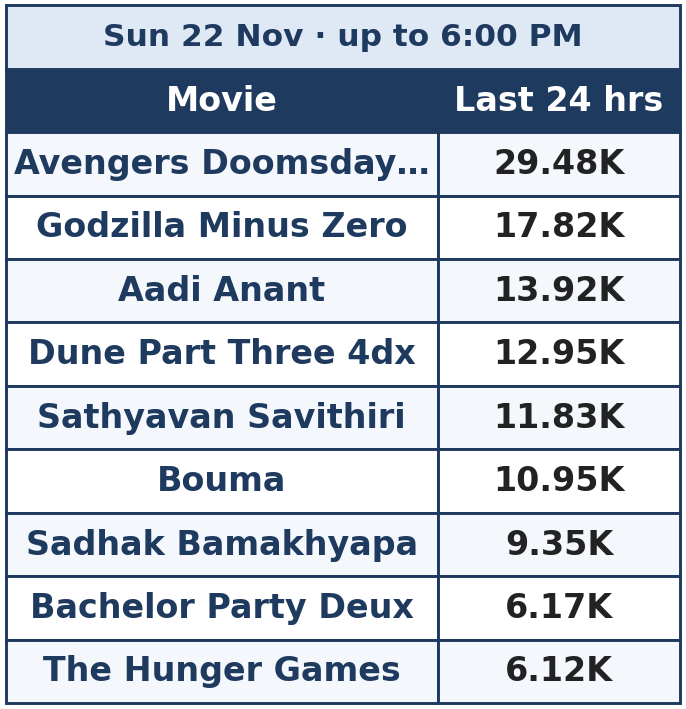 Sun 22 Nov · up to 6:00 PM
Movie Last 24 hrs
Avengers Doomsday... 29.48K
Godzilla Minus Zero 17.82K
Aadi Anant 13.92K
Dune Part Three 4dx 12.95K
Sathyavan Savithiri 11.83K
Bouma 10.95K
Sadhak Bamakhyapa 9.35K
Bachelor Party Deux 6.17K
The Hunger Games 6.12K